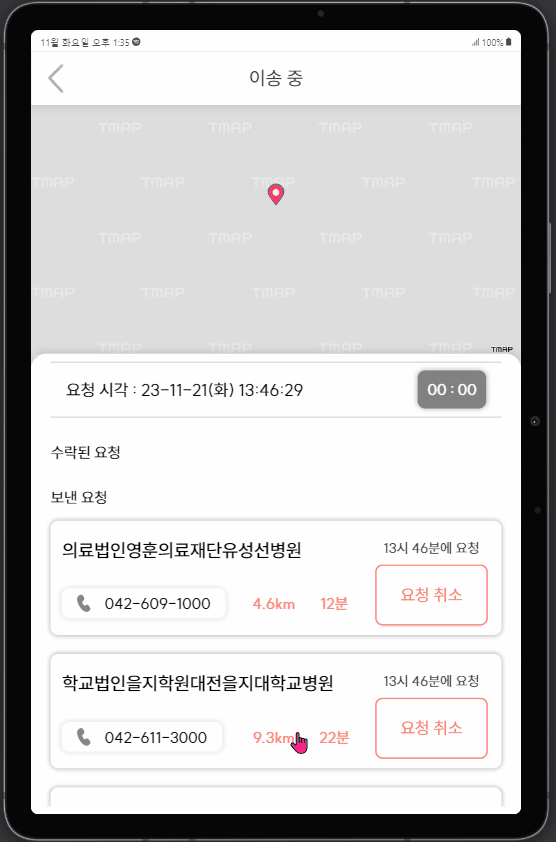 11월 화요일 오후 1:35
100%
이송 중
TMAP TMAP TMAP TMAP
TMAP TMAP TMAP TMAP TMAP
TMAP TMAP TMAP TMAP
TMAP TMAP TMAP TMAP TMAP
TMAP TMAP TMAP TMAP
TMAP
요청 시각 : 23-11-21(화) 13:46:29
00 : 00
수락된 요청
보낸 요청
의료법인영훈의료재단유성선병원
13시 46분에 요청
042-609-1000
4.6km
12분
요청 취소
학교법인을지학원대전을지대학교병원
13시 46분에 요청
042-611-3000
9.3km
22분
요청 취소